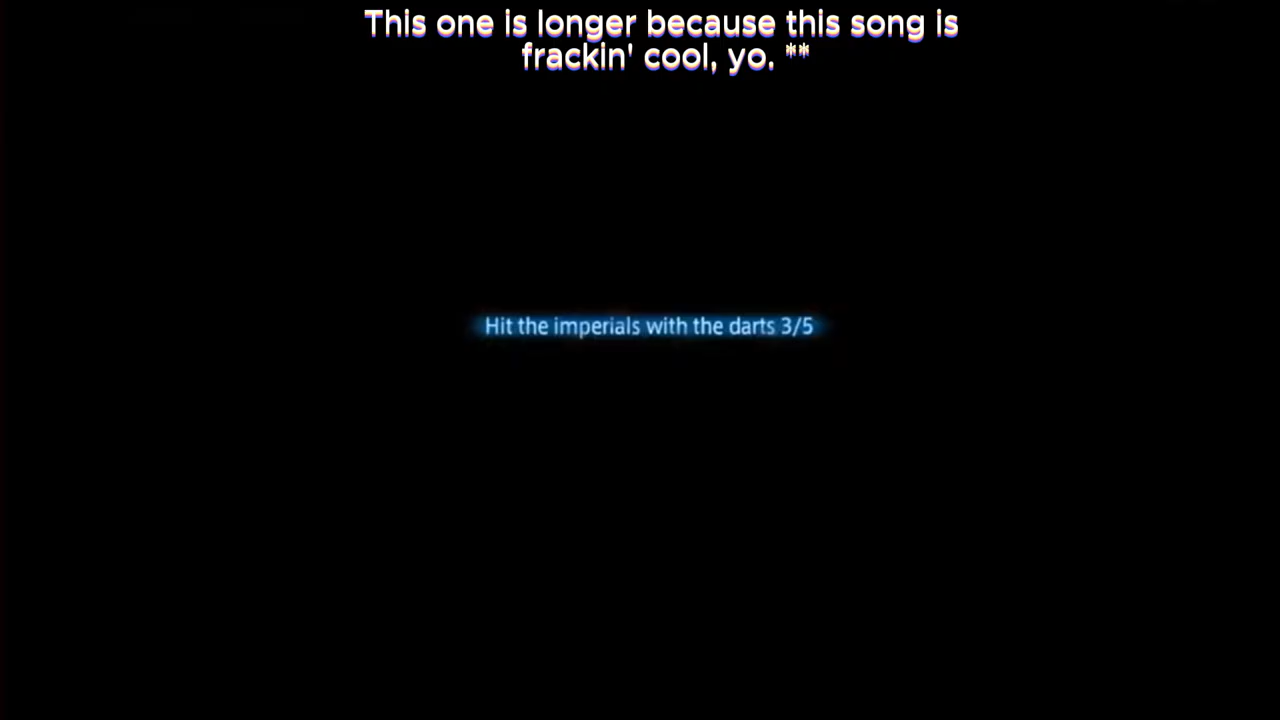 This one is longer because this song is
frackin' cool, yo. **
Hit the imperials with the darts 3/5